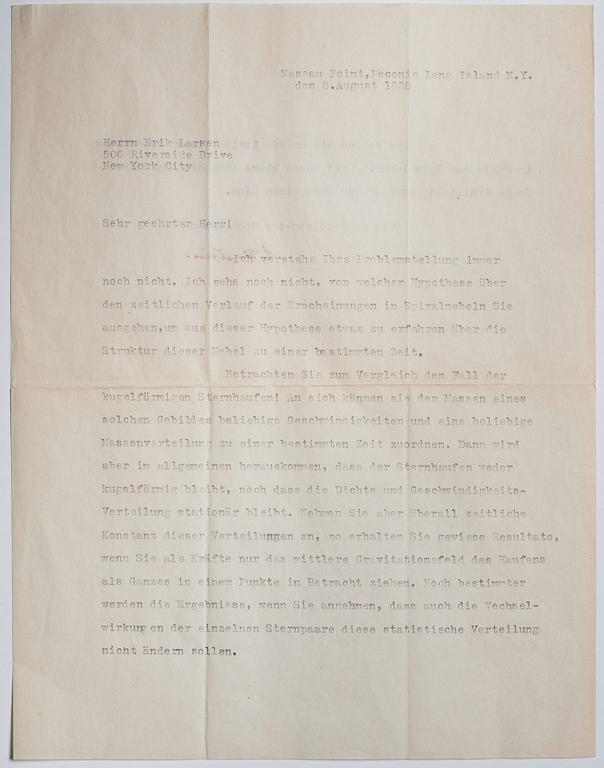 Nassau Point,Peconic Long Island N.Y.
den 8.August 1938
Herrn Erik Larsen
500 Riverside Drive
New York City
Sehr geehrter Herr!
Ich verstehe Ihre Problemstellung immer
noch nicht. Ich sehe noch nicht, von welcher Hypothese über
den zeitlichen Verlauf der Erscheinungen in Spiralnebeln Sie
ausgehen,um aus dieser Hypothese etwas zu erfahren über die
Struktur dieser Nebel zu einer bestimmten Zeit.
Betrachten Sie zum Vergleich den Fall der
kugelförmigen Sternhaufen! An sich können sie den Massen eines
solchen Gebildes beliebige Geschwindigkeiten und eine beliebige
Massenverteilung zu einer bestimmten Zeit zuordnen. Dann wird
aber im allgemeinen herauskommen, dass der Sternhaufen weder
kugelförmig bleibt, noch dass die Dichte und Geschwindigkeits-
Verteilung stationär bleibt. Nehmen Sie aber überall zeitliche
Konstanz dieser Verteilungen an, so erhalten Sie gewisse Resultate,
wenn Sie als Kräfte nur das mittlere Gravitationsfeld des Haufens
als Ganzes in einem Punkte in Betracht ziehen. Noch bestimmter
werden die Ergebnisse, wenn Sie annehmen, dass auch die Wechsel-
wirkungen der einzelnen Sternpaare diese statistische Verteilung
nicht ändern sollen.